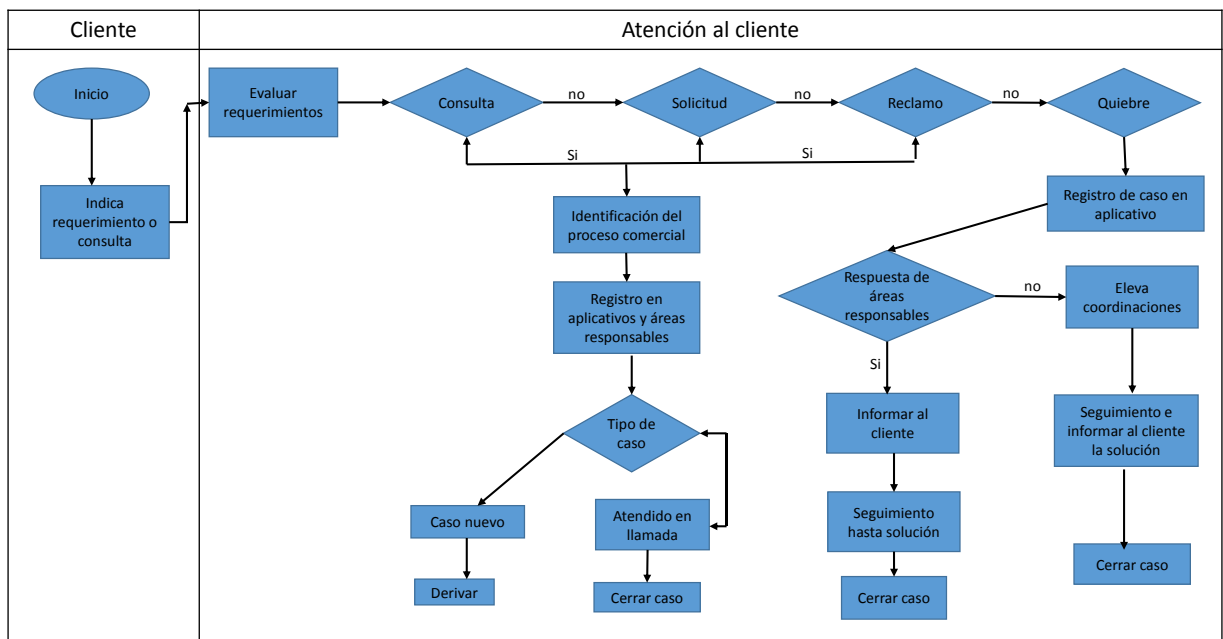 Cliente
Atención al cliente
Inicio
Evaluar
requerimientos
Consulta
no
Solicitud
no
Reclamo
no
Quiebre
Si
Si
Indica
requerimiento o
consulta
Identificación del
proceso comercial
Registro de caso en
aplicativo
Registro en
aplicativos y áreas
responsables
Respuesta de
áreas
responsables
no
Eleva
coordinaciones
Si
Tipo de
caso
Informar al
cliente
Seguimiento e
informar al cliente
la solución
Caso nuevo
Atendido en
llamada
Seguimiento
hasta solución
Cerrar caso
Derivar
Cerrar caso
Cerrar caso